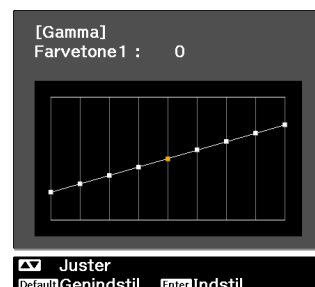 [Gamma]
Farvetone1 : 0
Juster
Default Genindstil Enter Indstil